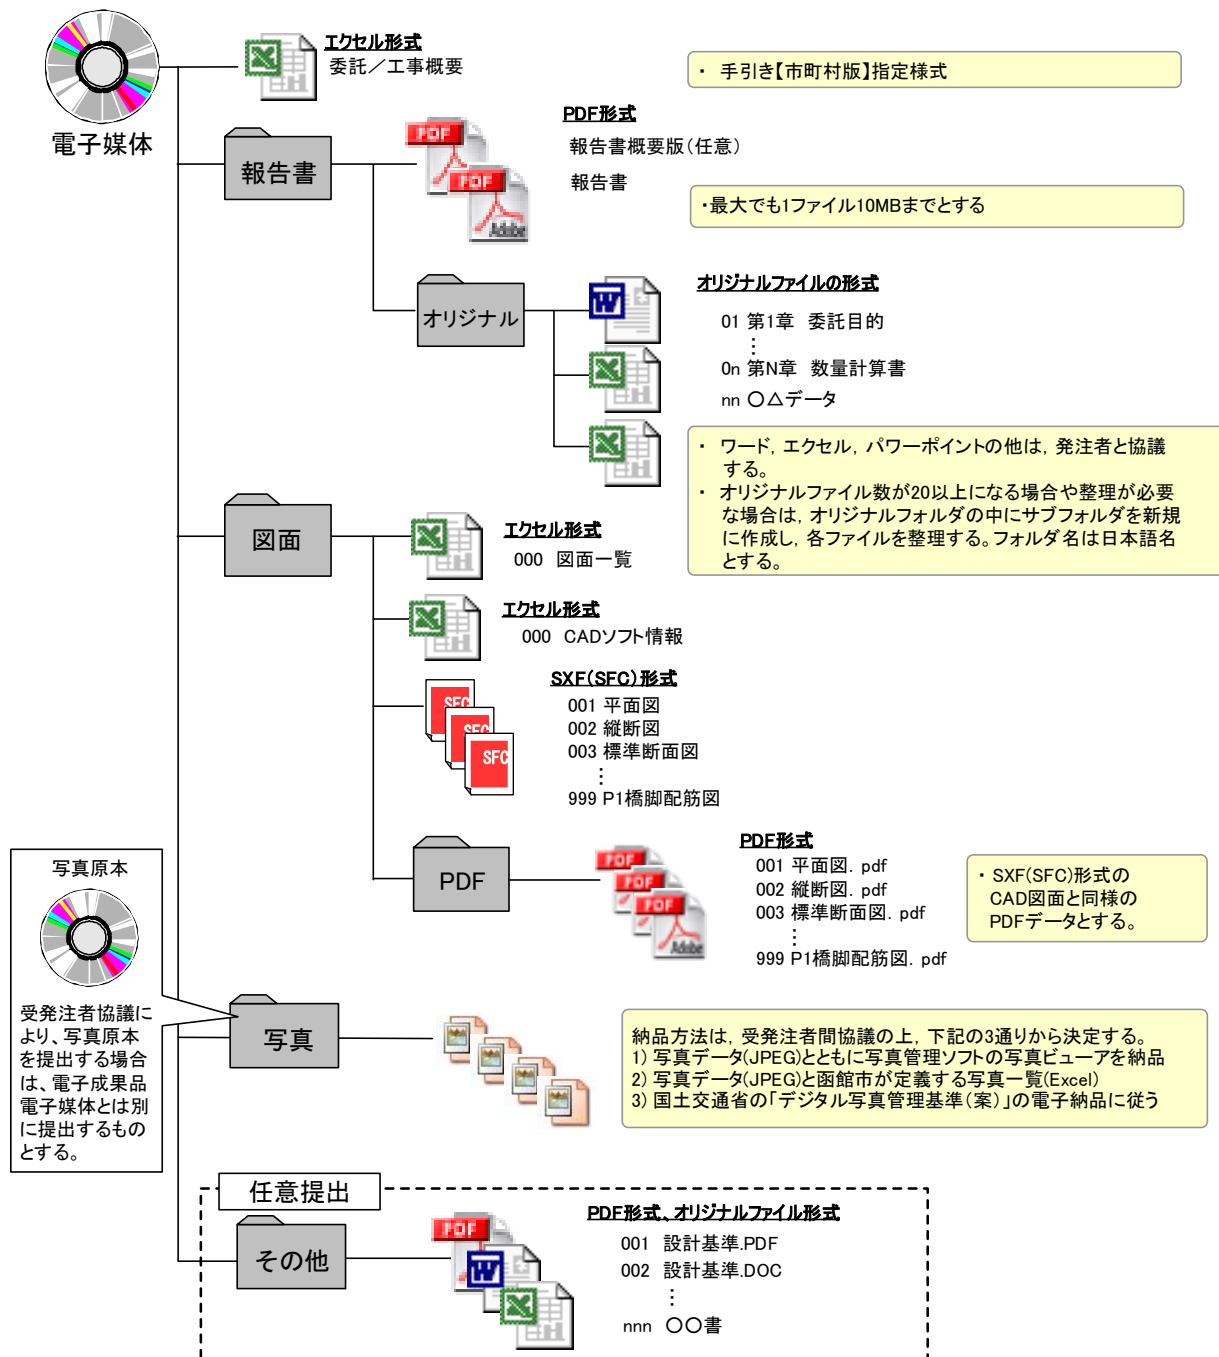 エクセル形式
委託／工事概要
・ 手引き【市町村版】指定様式
電子媒体
PDF
PDF
Adobe
PDF形式
報告書概要版（任意）
報告書
報告書
・最大でも1ファイル10MBまでとする
オリジナル
W
オリジナルファイルの形式
01 第1章 委託目的
⋮
0n 第N章 数量計算書
nn 〇△データ
・ ワード，エクセル，パワーポイントの他は，発注者と協議
する。
・ オリジナルファイル数が20以上になる場合や整理が必要
な場合は，オリジナルフォルダの中にサブフォルダを新規
に作成し，各ファイルを整理する。フォルダ名は日本語名
とする。
図面
エクセル形式
000 図面一覧
エクセル形式
000 CADソフト情報
SFC
SFC
SFC
SXF(SFC)形式
001 平面図
002 縦断図
003 標準断面図
⋮
999 P1橋脚配筋図
PDF
PDF
PDF
PDF
Adobe
PDF形式
001 平面図．pdf
002 縦断図．pdf
003 標準断面図．pdf
⋮
999 P1橋脚配筋図．pdf
・ SXF(SFC)形式の
CAD図面と同様の
PDFデータとする。
写真原本
受発注者協議に
より、写真原本
を提出する場合
は、電子成果品
電子媒体とは別
に提出するもの
とする。
写真
納品方法は，受発注者間協議の上，下記の3通りから決定する。
1) 写真データ(JPEG)とともに写真管理ソフトの写真ビューアを納品
2) 写真データ(JPEG)と函館市が定義する写真一覧(Excel)
3) 国土交通省の「デジタル写真管理基準（案）」の電子納品に従う
任意提出
その他
PDF
W
PDF形式、オリジナルファイル形式
001 設計基準.PDF
002 設計基準.DOC
⋮
nnn 〇〇書